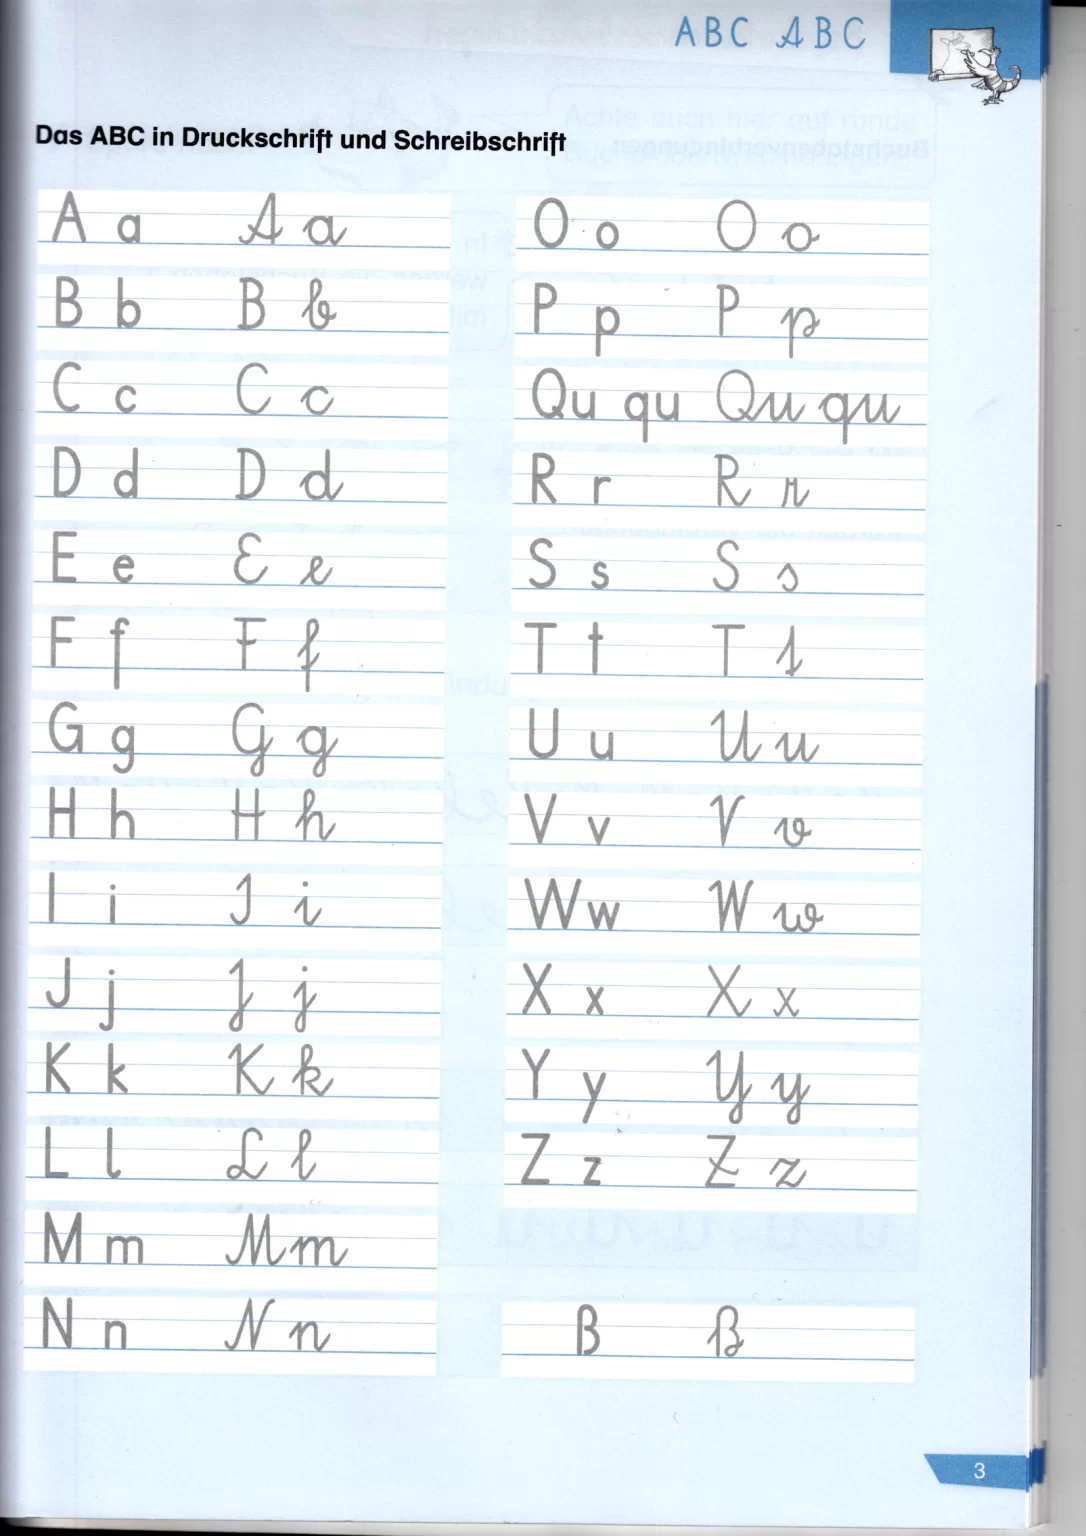 ABC ABC
Das ABC in Druckschrift und Schreibschrift
A a A a
B b B b
C c C c
D d D d
E e E e
F f F f
G g G g
H h H h
I i I i
J j J j
K k K k
L l L l
M m M m
N n N n
O o O o
P p P p
Qu qu Qu qu
R r R r
S s S s
T t T t
U u U u
V v V v
W w W w
X x X x
Y y Y y
Z z Z z
ß ß
3